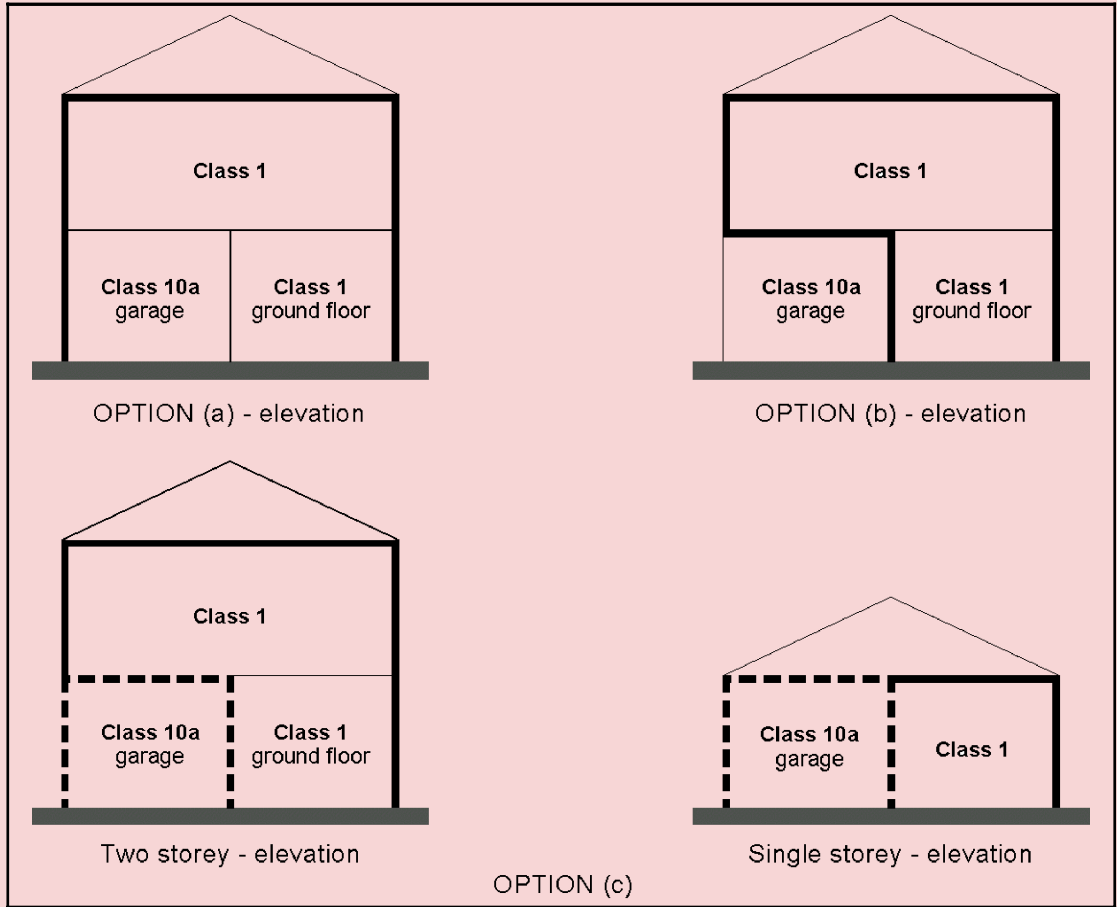 Class 1
Class 10a
garage
Class 1
ground floor
OPTION (a) - elevation
Class 1
Class 10a
garage
Class 1
ground floor
OPTION (b) - elevation
Class 1
Class 10a
garage
Class 1
ground floor
Two storey - elevation
Class 10a
garage
Class 1
Single storey - elevation
OPTION (c)